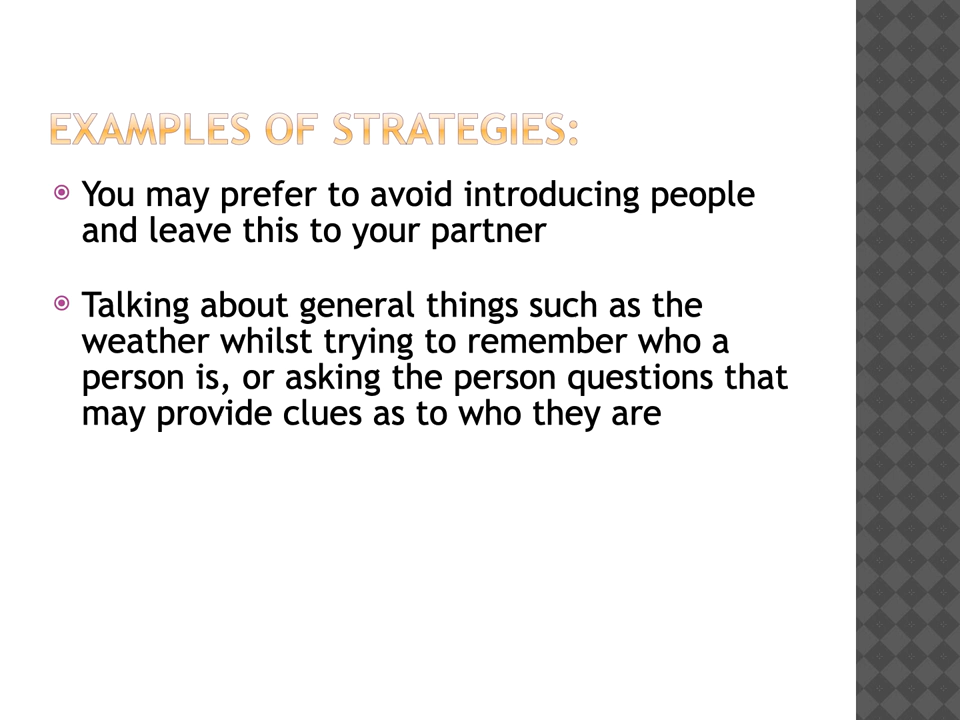 EXAMPLES OF STRATEGIES:
You may prefer to avoid introducing people
and leave this to your partner
Talking about general things such as the
weather whilst trying to remember who a
person is, or asking the person questions that
may provide clues as to who they are